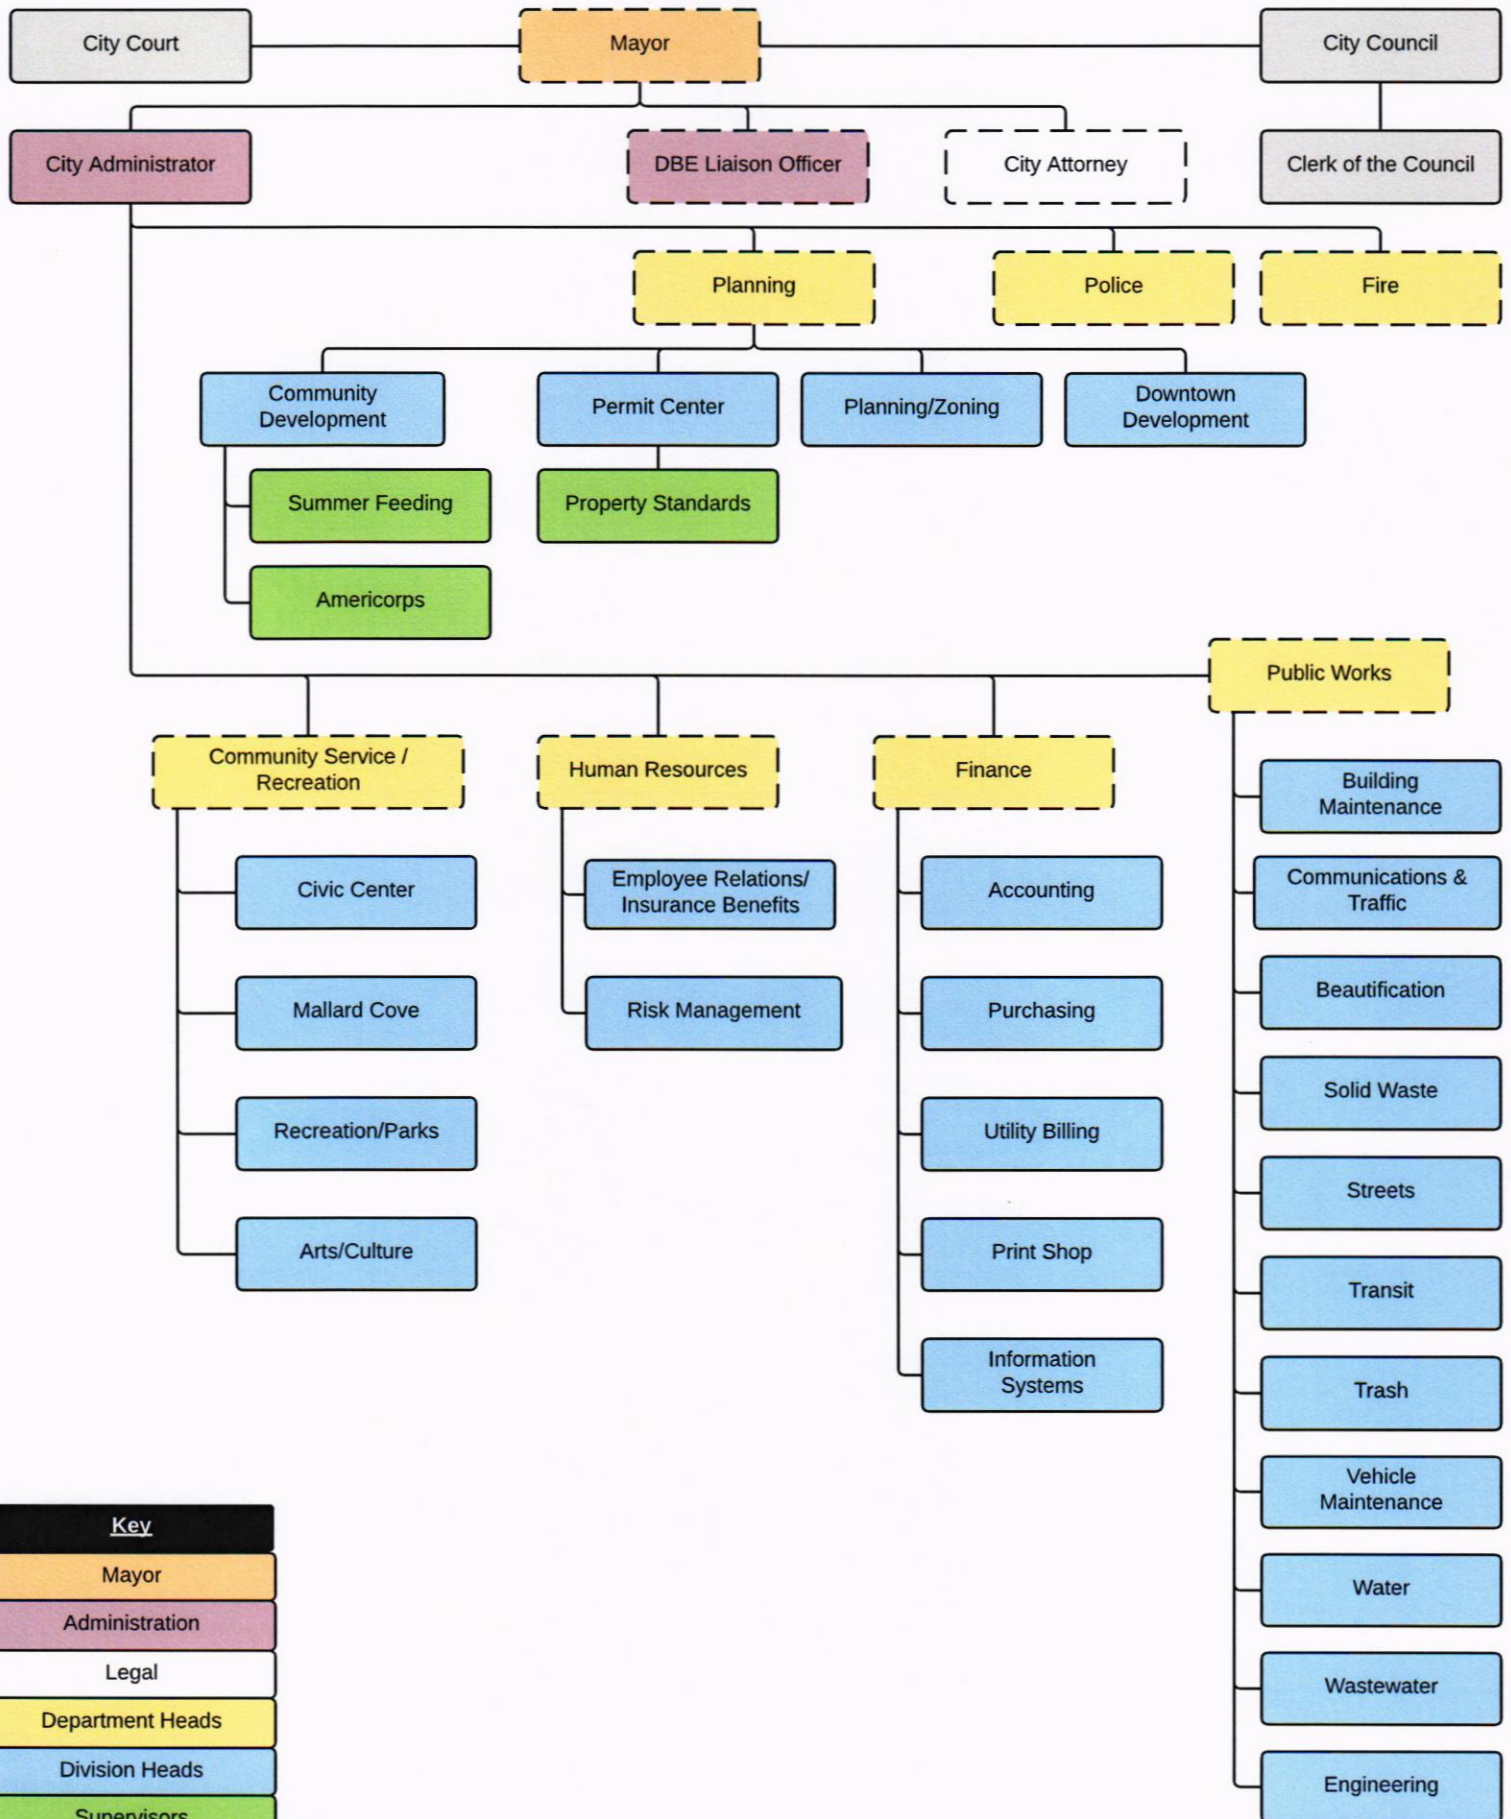 City Court
Mayor
City Council
City Administrator
DBE Liaison Officer
City Attorney
Clerk of the Council
Planning
Police
Fire
Community
Development
Permit Center
Planning/Zoning
Downtown
Development
Summer Feeding
Property Standards
Americorps
Public Works
Community Service /
Recreation
Human Resources
Finance
Building
Maintenance
Civic Center
Employee Relations/
Insurance Benefits
Accounting
Communications &
Traffic
Mallard Cove
Risk Management
Purchasing
Beautification
Recreation/Parks
Utility Billing
Solid Waste
Arts/Culture
Print Shop
Streets
Information
Systems
Transit
Trash
Vehicle
Maintenance
Water
Wastewater
Engineering
Key
Mayor
Administration
Legal
Department Heads
Division Heads
Supervisors